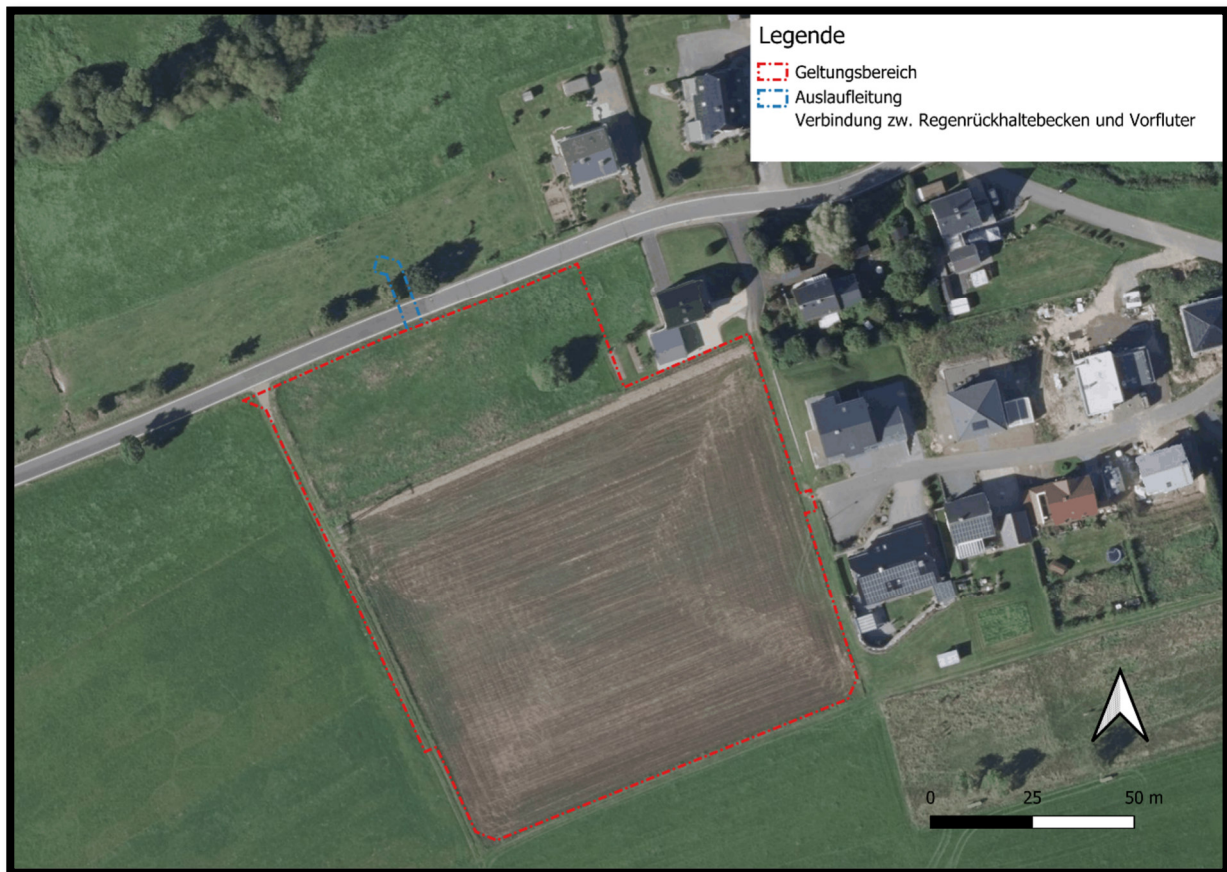 Legende
Geltungsbereich
Auslaufleitung
Verbindung zw. Regenrückhaltebecken und Vorfluter
0 25 50 m